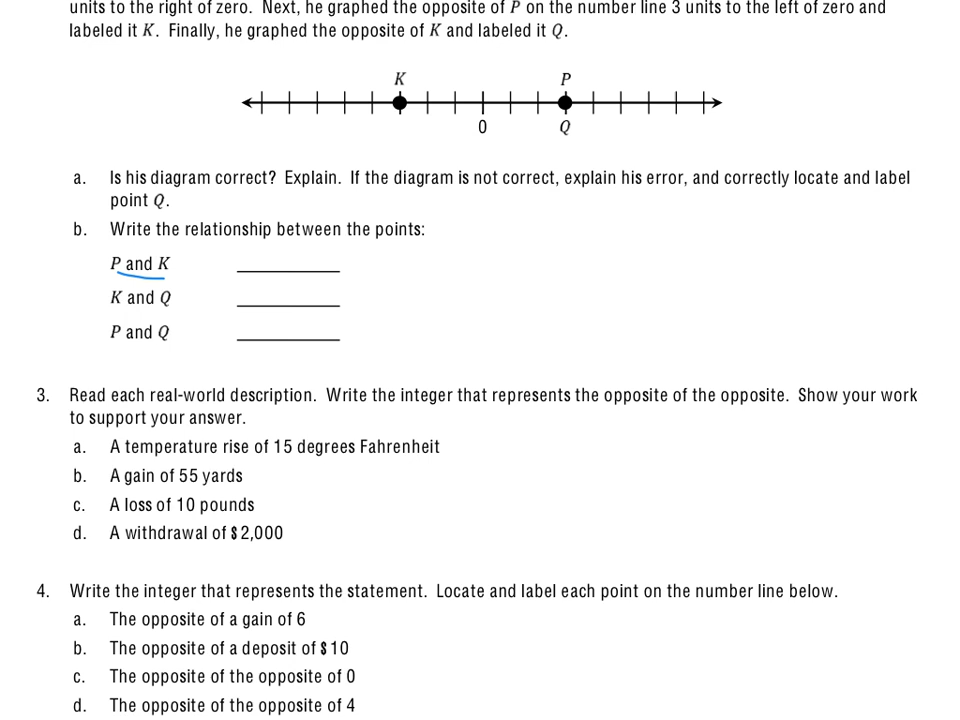 units to the right of zero. Next, he graphed the opposite of P on the number line 3 units to the left of zero and
labeled it K. Finally, he graphed the opposite of K and labeled it Q.
K P
0 Q
a. Is his diagram correct? Explain. If the diagram is not correct, explain his error, and correctly locate and label
point Q.
b. Write the relationship between the points:
P and K
K and Q
P and Q
3. Read each real-world description. Write the integer that represents the opposite of the opposite. Show your work
to support your answer.
a. A temperature rise of 15 degrees Fahrenheit
b. A gain of 55 yards
c. A loss of 10 pounds
d. A withdrawal of $2,000
4. Write the integer that represents the statement. Locate and label each point on the number line below.
a. The opposite of a gain of 6
b. The opposite of a deposit of $10
c. The opposite of the opposite of 0
d. The opposite of the opposite of 4